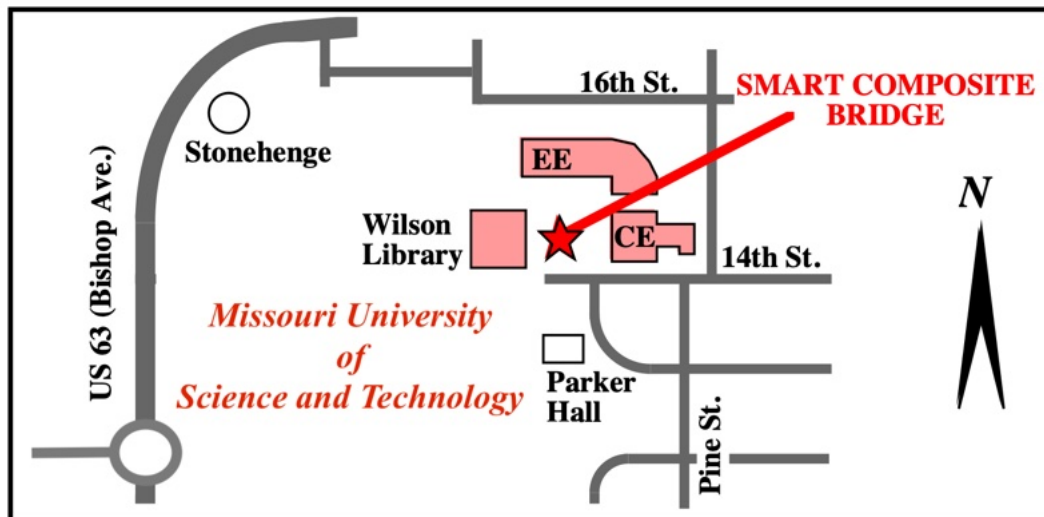 16th St.
SMART COMPOSITE
BRIDGE
Stonehenge
EE
N
Wilson
Library
CE
14th St.
US 63 (Bishop Ave.)
Missouri University
of
Science and Technology
Parker
Hall
Pine St.